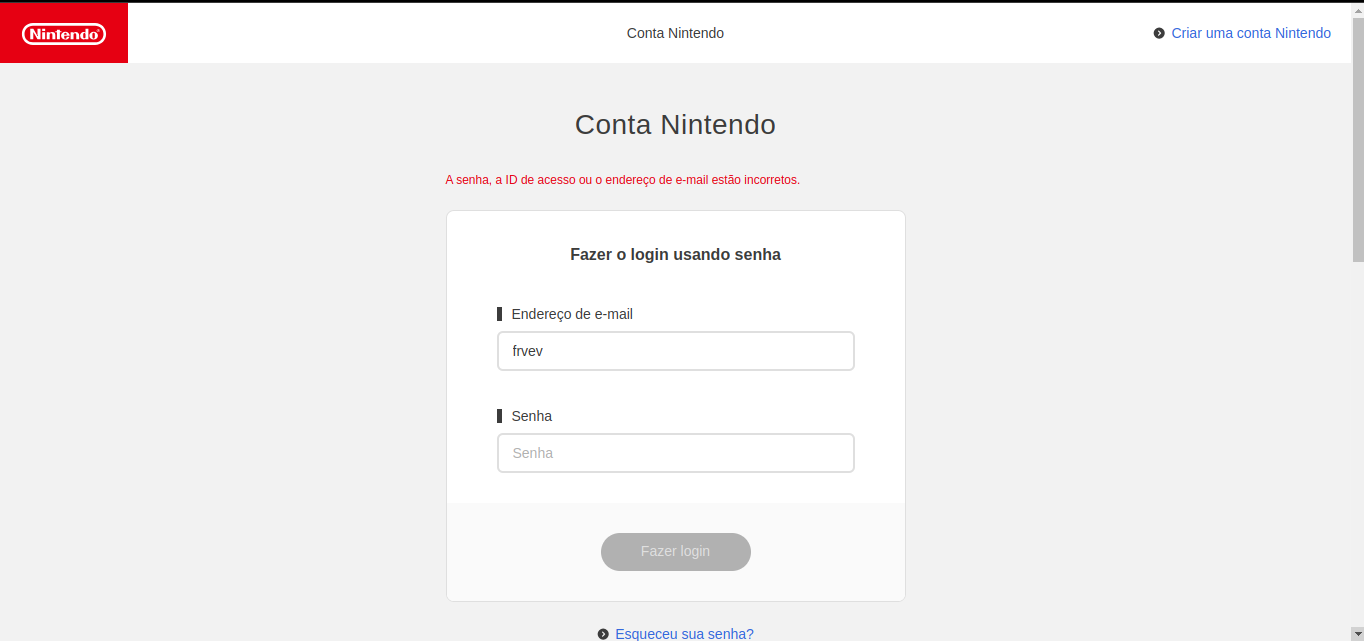 Nintendo
Conta Nintendo
Criar uma conta Nintendo
Conta Nintendo
A senha, a ID de acesso ou o endereço de e-mail estão incorretos.
Fazer o login usando senha
Endereço de e-mail
frvev
Senha
Senha
Fazer login
Esqueceu sua senha?